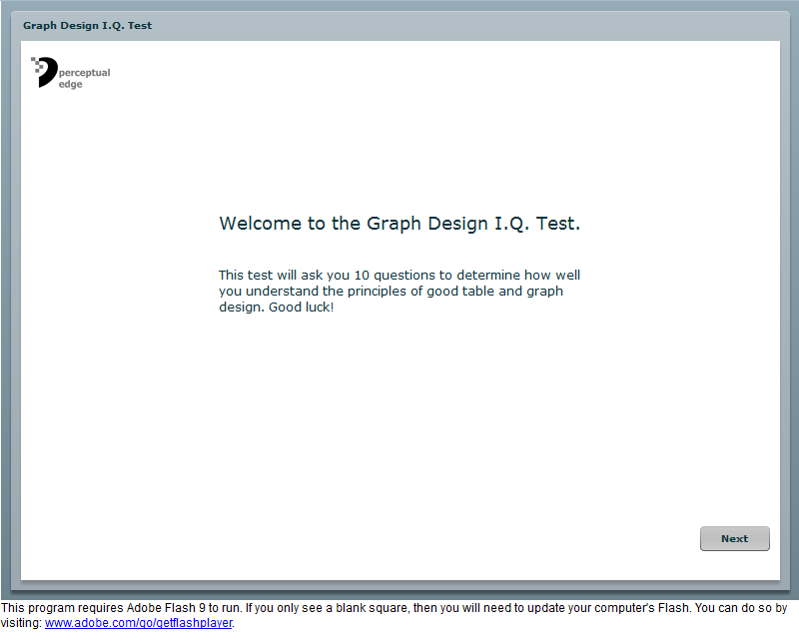 Graph Design I.Q. Test
perceptual
edge
Welcome to the Graph Design I.Q. Test.
This test will ask you 10 questions to determine how well
you understand the principles of good table and graph
design. Good luck!
Next
This program requires Adobe Flash 9 to run. If you only see a blank square, then you will need to update your computer's Flash. You can do so by
visiting: www.adobe.com/go/getflashplayer.